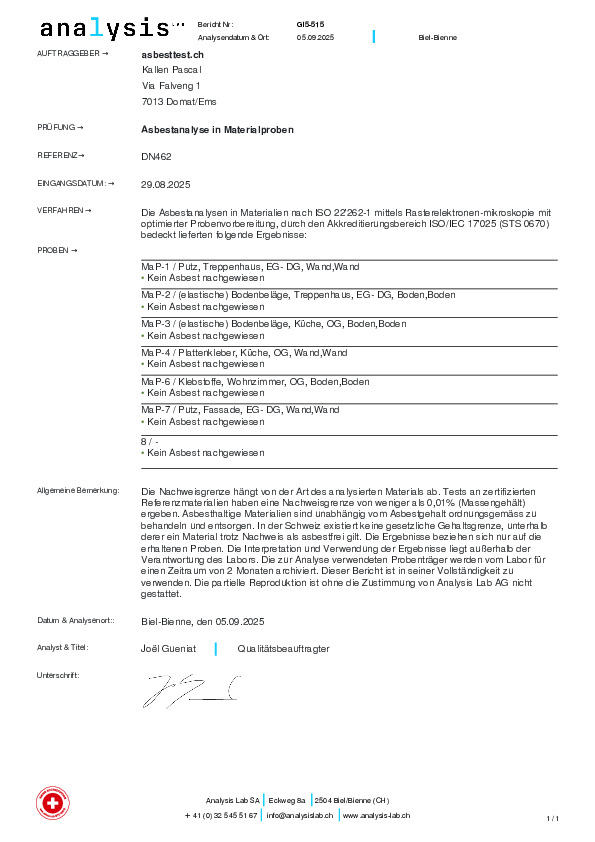 analysis
Bericht Nr: GI5-515
Analysendatum & Ort: 05.09.2025 Biel-Bienne
AUFTRAGGEBER → asbesttest.ch
Kallen Pascal
Via Falveng 1
7013 Domat/Ems
PRÜFUNG → Asbestanalyse in Materialproben
REFERENZ→ DN462
EINGANGSDATUM: → 29.08.2025
VERFAHREN → Die Asbestanalysen in Materialien nach ISO 22'262-1 mittels Rasterelektronen-mikroskopie mit
optimierter Probenvorbereitung, durch den Akkreditierungsbereich ISO/IEC 17025 (STS 0670)
bedeckt lieferten folgende Ergebnisse:
PROBEN →
MaP-1 / Putz, Treppenhaus, EG- DG, Wand,Wand
• Kein Asbest nachgewiesen
MaP-2 / (elastische) Bodenbeläge, Treppenhaus, EG- DG, Boden,Boden
• Kein Asbest nachgewiesen
MaP-3 / (elastische) Bodenbeläge, Küche, OG, Boden,Boden
• Kein Asbest nachgewiesen
MaP-4 / Plattenkleber, Küche, OG, Wand,Wand
• Kein Asbest nachgewiesen
MaP-6 / Klebstoffe, Wohnzimmer, OG, Boden,Boden
• Kein Asbest nachgewiesen
MaP-7 / Putz, Fassade, EG- DG, Wand,Wand
• Kein Asbest nachgewiesen
8 / -
• Kein Asbest nachgewiesen
Allgemeine Bemerkung: Die Nachweisgrenze hängt von der Art des analysierten Materials ab. Tests an zertifizierten
Referenzmaterialien haben eine Nachweisgrenze von weniger als 0,01% (Massengehält)
ergeben. Asbesthaltige Materialien sind unabhängig vom Asbestgehalt ordnungsgemäss zu
behandeln und entsorgen. In der Schweiz existiert keine gesetzliche Gehaltsgrenze, unterhalb
derer ein Material trotz Nachweis als asbestfrei gilt. Die Ergebnisse beziehen sich nur auf die
erhaltenen Proben. Die Interpretation und Verwendung der Ergebnisse liegt außerhalb der
Verantwortung des Labors. Die zur Analyse verwendeten Probenträger werden vom Labor für
einen Zeitraum von 2 Monaten archiviert. Dieser Bericht ist in seiner Vollständigkeit zu
verwenden. Die partielle Reproduktion ist ohne die Zustimmung von Analysis Lab AG nicht
gestattet.
Datum & Analysenort:: Biel-Bienne, den 05.09.2025
Analyst & Titel: Joël Gueniat Qualitätsbeauftragter
Unterschrift:
Analysis Lab SA Eckweg 8a 2504 Biel/Bienne (CH)
+ 41 (0) 32 545 51 67 info@analysislab.ch www.analysis-lab.ch
1 / 1